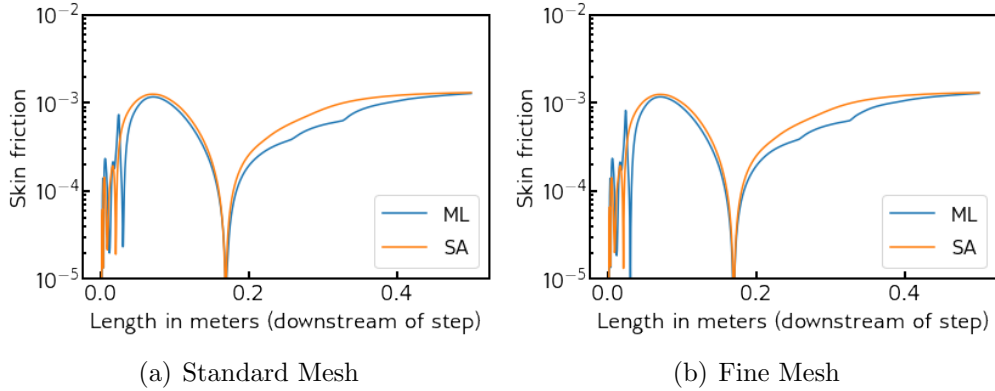 10⁻²
10⁻³
10⁻⁴
10⁻⁵
Skin friction
ML
SA
0.0 0.2 0.4
Length in meters (downstream of step)
(a) Standard Mesh
10⁻²
10⁻³
10⁻⁴
10⁻⁵
Skin friction
ML
SA
0.0 0.2 0.4
Length in meters (downstream of step)
(b) Fine Mesh